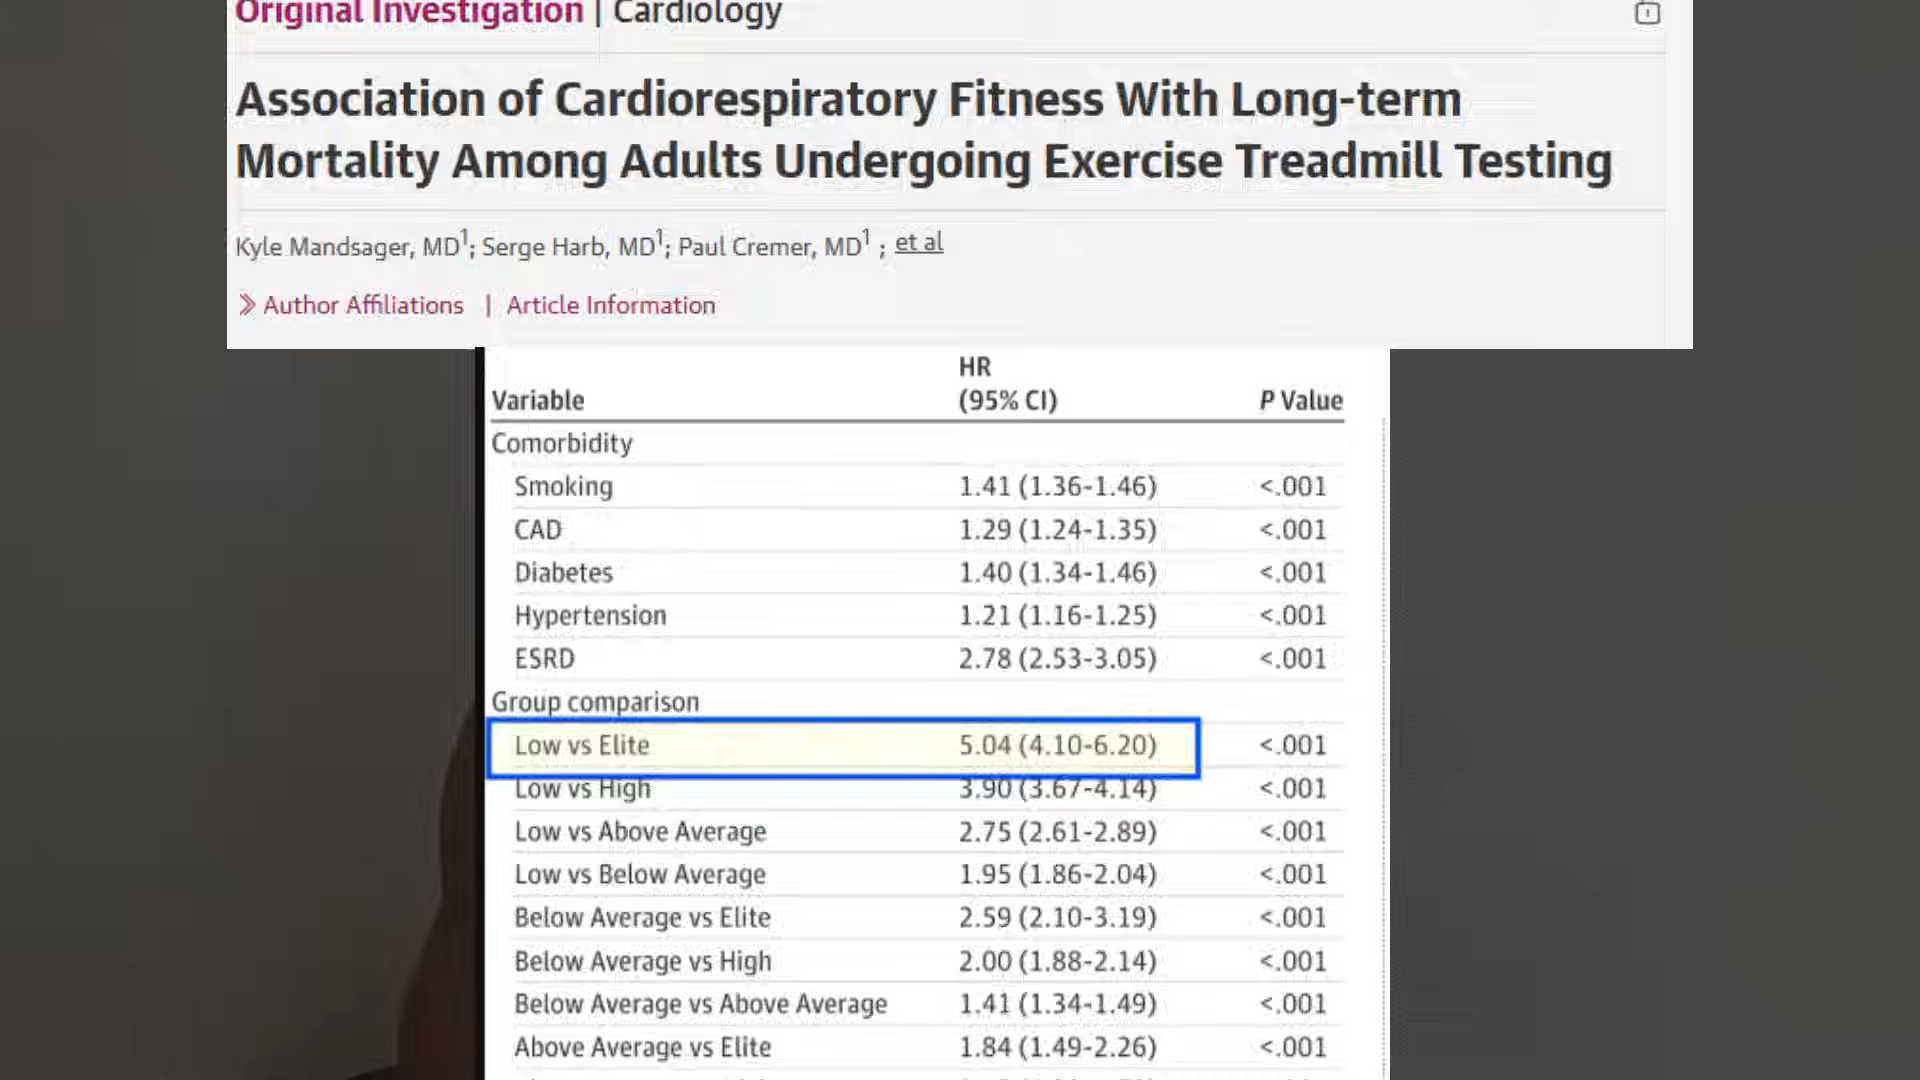 Original Investigation | Cardiology
Association of Cardiorespiratory Fitness With Long-term
Mortality Among Adults Undergoing Exercise Treadmill Testing
Kyle Mandsager, MD1; Serge Harb, MD1; Paul Cremer, MD1 ; et al
Author Affiliations | Article Information
HR
Variable (95% CI) P Value
Comorbidity
Smoking 1.41 (1.36-1.46) <.001
CAD 1.29 (1.24-1.35) <.001
Diabetes 1.40 (1.34-1.46) <.001
Hypertension 1.21 (1.16-1.25) <.001
ESRD 2.78 (2.53-3.05) <.001
Group comparison
Low vs Elite 5.04 (4.10-6.20) <.001
Low vs High 3.90 (3.67-4.14) <.001
Low vs Above Average 2.75 (2.61-2.89) <.001
Low vs Below Average 1.95 (1.86-2.04) <.001
Below Average vs Elite 2.59 (2.10-3.19) <.001
Below Average vs High 2.00 (1.88-2.14) <.001
Below Average vs Above Average 1.41 (1.34-1.49) <.001
Above Average vs Elite 1.84 (1.49-2.26) <.001